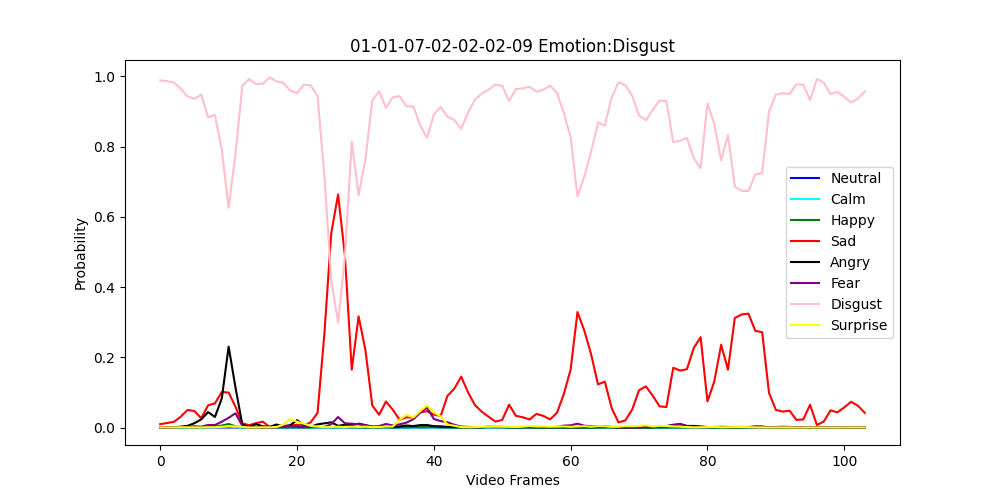 01-01-07-02-02-02-09 Emotion:Disgust
1.0
0.8
0.6
0.4
0.2
0.0
Probability
Neutral
Calm
Happy
Sad
Angry
Fear
Disgust
Surprise
0 20 40 60 80 100
Video Frames